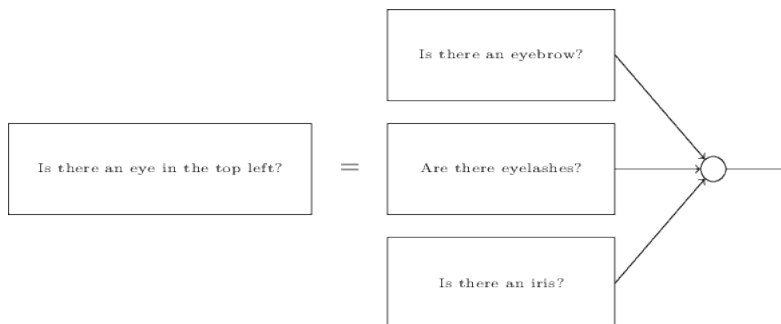 Is there an eyebrow?
Is there an eye in the top left? = Are there eyelashes?
Is there an iris?